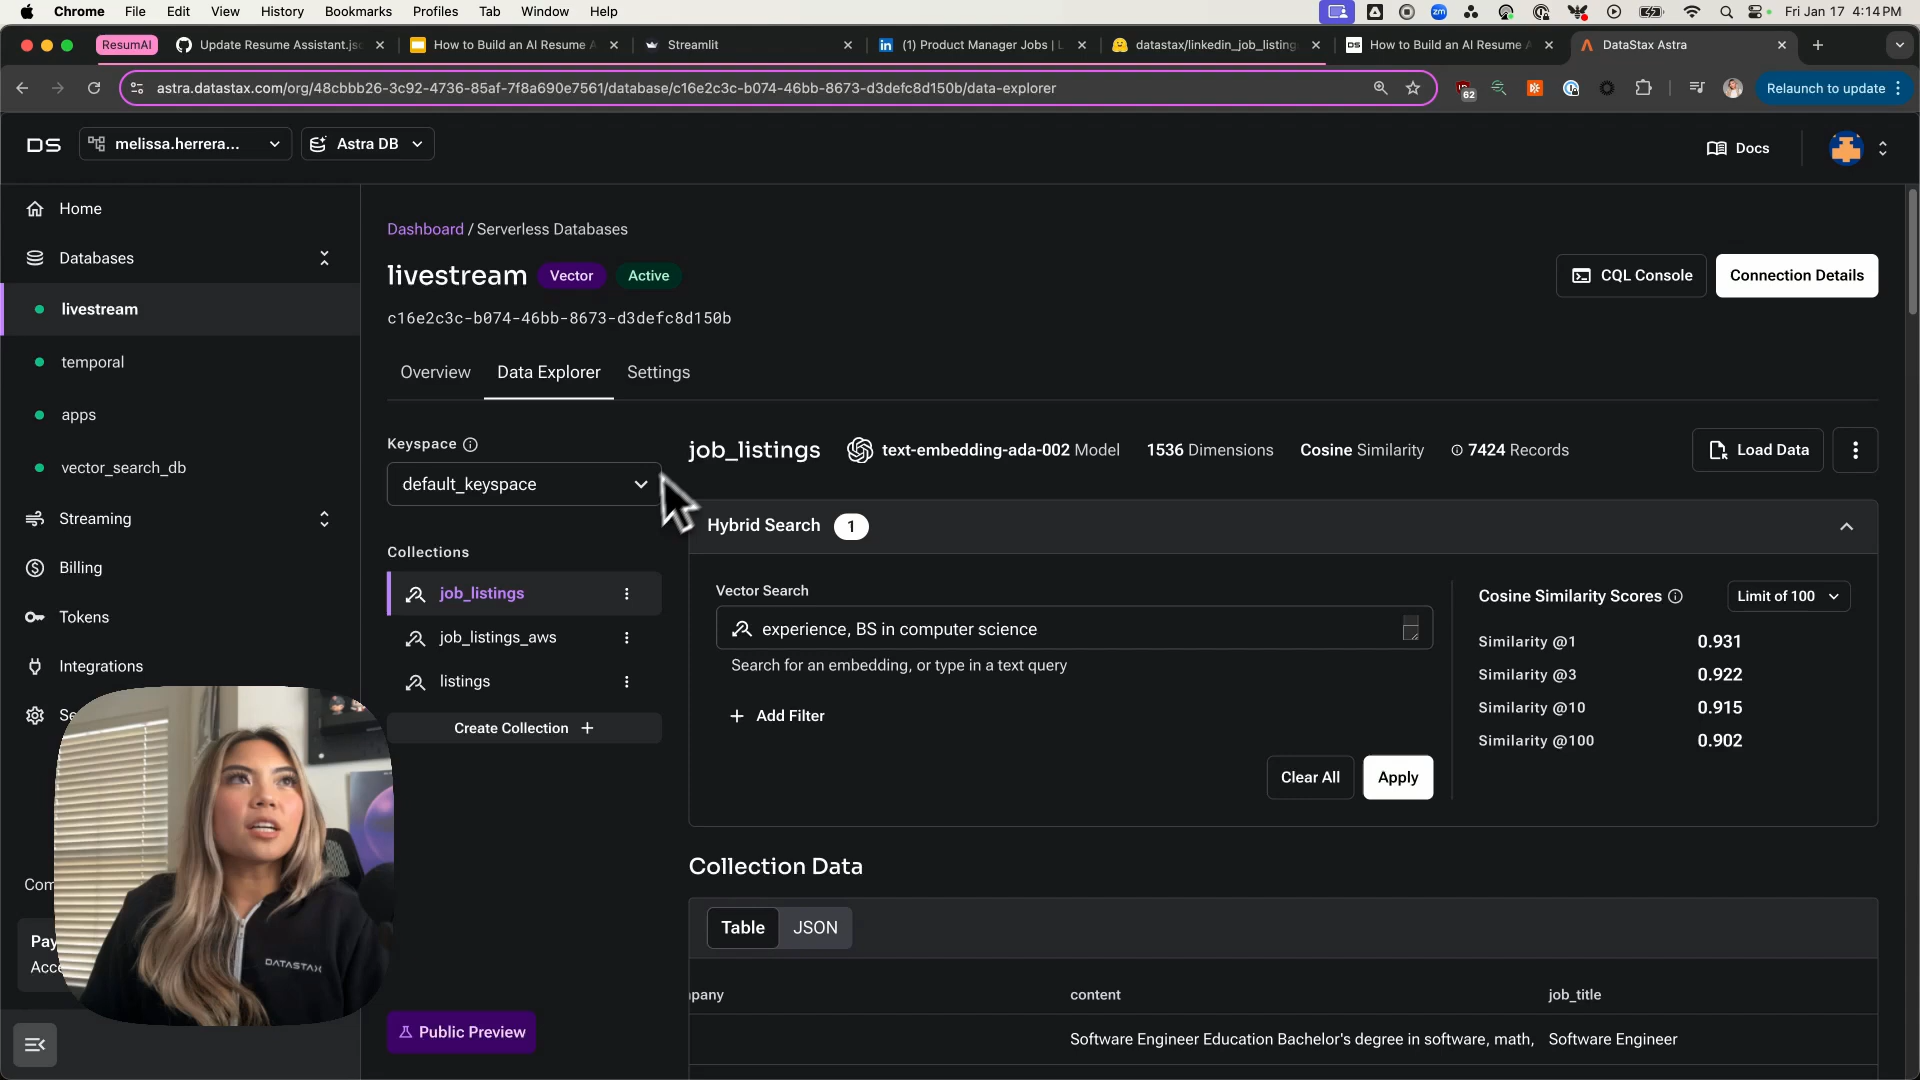 Chrome File Edit View History Bookmarks Profiles Tab Window Help zm Fri Jan 17 4:14 PM
ResumAI Update Resume Assistant.js How to Build an AI Resume A Streamlit (1) Product Manager Jobs | L datastax/linkedin_job_listing How to Build an AI Resume A DataStax Astra
astra.datastax.com/org/48cbbb26-3c92-4736-85af-7f8a690e7561/database/c16e2c3c-b074-46bb-8673-d3defc8d150b/data-explorer 62 Relaunch to update
DS melissa.herrera... Astra DB Docs
Home
Databases
livestream
temporal
apps
vector_search_db
Streaming
Billing
Tokens
Integrations
Se
Com
Pay
Acce
Dashboard / Serverless Databases
livestream Vector Active
CQL Console Connection Details
c16e2c3c-b074-46bb-8673-d3defc8d150b
Overview Data Explorer Settings
Keyspace
default_keyspace
Collections
job_listings
job_listings_aws
listings
Create Collection +
Public Preview
job_listings text-embedding-ada-002 Model 1536 Dimensions Cosine Similarity 7424 Records Load Data
Hybrid Search 1
Vector Search
experience, BS in computer science
Search for an embedding, or type in a text query
+ Add Filter
Clear All Apply
Cosine Similarity Scores Limit of 100
Similarity @1 0.931
Similarity @3 0.922
Similarity @10 0.915
Similarity @100 0.902
Collection Data
Table JSON
npany content job_title
Software Engineer Education Bachelor's degree in software, math, Software Engineer
DATASTAX